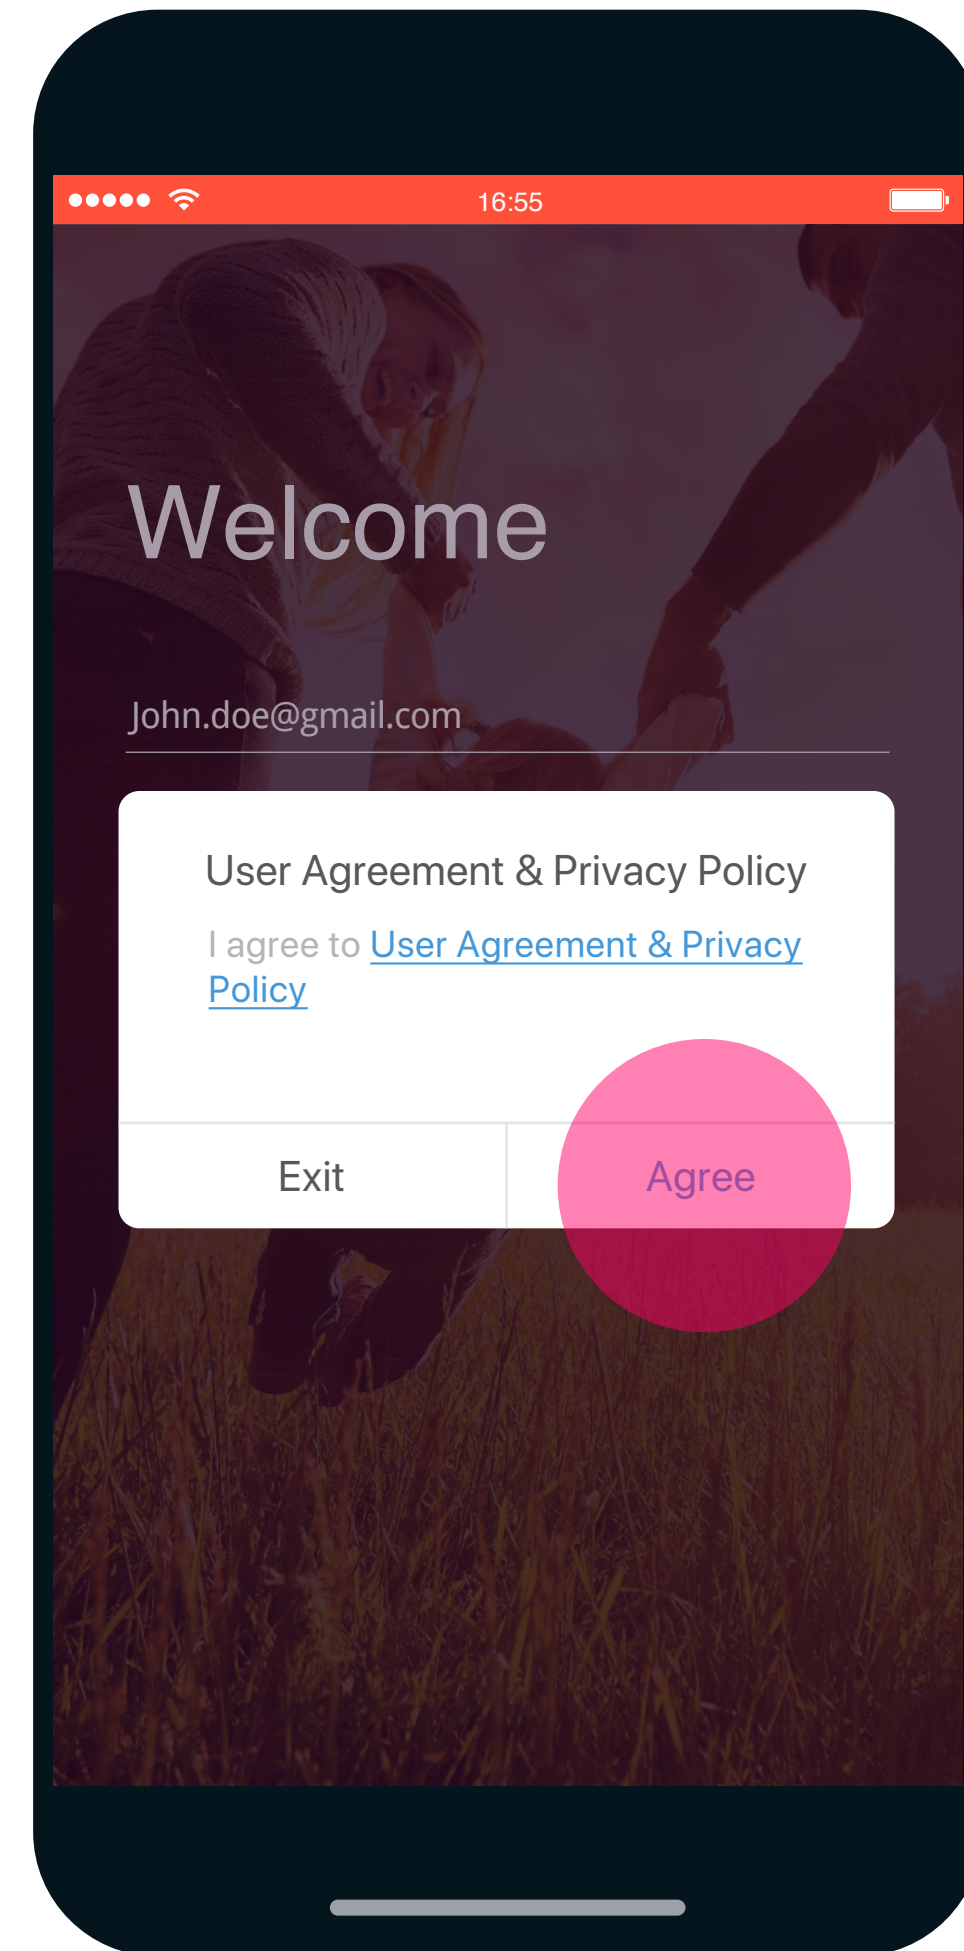 16:55
Welcome
John.doe@gmail.com
User Agreement & Privacy Policy
I agree to User Agreement & Privacy
Policy
Exit
Agree